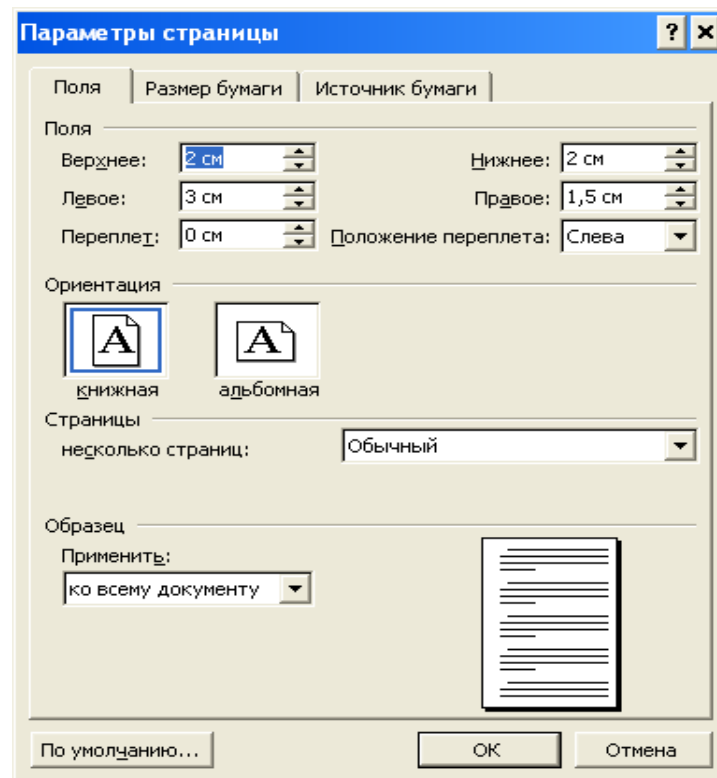 Параметры страницы
Поля Размер бумаги Источник бумаги
Поля
Верхнее: 2 см Нижнее: 2 см
Левое: 3 см Правое: 1,5 см
Переплет: 0 см Положение переплета: Слева
Ориентация
A A
книжная альбомная
Страницы
несколько страниц: Обычный
Образец
Применить:
ко всему документу
По умолчанию... ОК Отмена